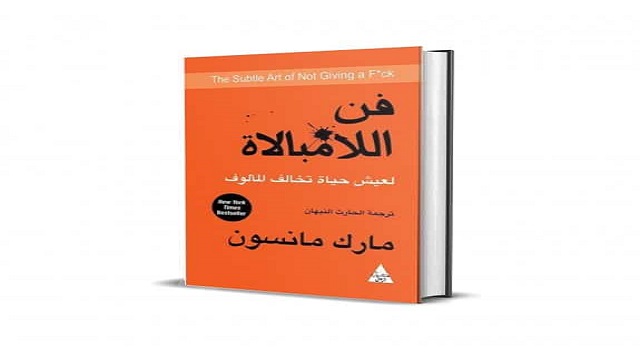 The Subtle Art of Not Giving a F*ck
فن
اللامبالاة
لعيش حياة تخالف المألوف
New York
Times
Bestseller
ترجمة الحارث النبهان
مارك مانسون